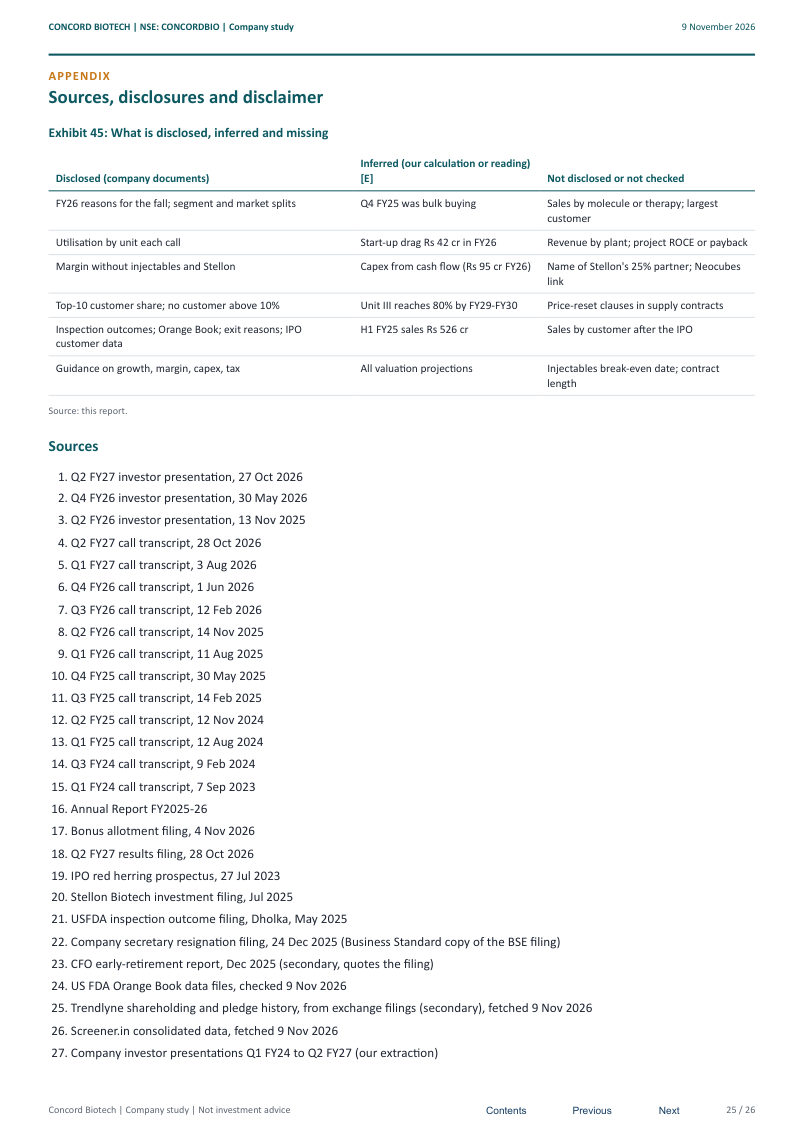 CONCORD BIOTECH | NSE: CONCORDBIO | Company study
9 November 2026
APPENDIX
Sources, disclosures and disclaimer
Exhibit 45: What is disclosed, inferred and missing
Disclosed (company documents)
Inferred (our calculation or reading)
[E]
Not disclosed or not checked
FY26 reasons for the fall; segment and market splits
Q4 FY25 was bulk buying
Sales by molecule or therapy; largest
customer
Utilisation by unit each call
Start-up drag Rs 42 cr in FY26
Revenue by plant; project ROCE or payback
Margin without injectables and Stellon
Capex from cash flow (Rs 95 cr FY26)
Name of Stellon's 25% partner; Neocubes
link
Top-10 customer share; no customer above 10%
Unit III reaches 80% by FY29-FY30
Price-reset clauses in supply contracts
Inspection outcomes; Orange Book; exit reasons; IPO
customer data
H1 FY25 sales Rs 526 cr
Sales by customer after the IPO
Guidance on growth, margin, capex, tax
All valuation projections
Injectables break-even date; contract
length
Source: this report.
Sources
1. Q2 FY27 investor presentation, 27 Oct 2026
2. Q4 FY26 investor presentation, 30 May 2026
3. Q2 FY26 investor presentation, 13 Nov 2025
4. Q2 FY27 call transcript, 28 Oct 2026
5. Q1 FY27 call transcript, 3 Aug 2026
6. Q4 FY26 call transcript, 1 Jun 2026
7. Q3 FY26 call transcript, 12 Feb 2026
8. Q2 FY26 call transcript, 14 Nov 2025
9. Q1 FY26 call transcript, 11 Aug 2025
10. Q4 FY25 call transcript, 30 May 2025
11. Q3 FY25 call transcript, 14 Feb 2025
12. Q2 FY25 call transcript, 12 Nov 2024
13. Q1 FY25 call transcript, 12 Aug 2024
14. Q3 FY24 call transcript, 9 Feb 2024
15. Q1 FY24 call transcript, 7 Sep 2023
16. Annual Report FY2025-26
17. Bonus allotment filing, 4 Nov 2026
18. Q2 FY27 results filing, 28 Oct 2026
19. IPO red herring prospectus, 27 Jul 2023
20. Stellon Biotech investment filing, Jul 2025
21. USFDA inspection outcome filing, Dholka, May 2025
22. Company secretary resignation filing, 24 Dec 2025 (Business Standard copy of the BSE filing)
23. CFO early-retirement report, Dec 2025 (secondary, quotes the filing)
24. US FDA Orange Book data files, checked 9 Nov 2026
25. Trendlyne shareholding and pledge history, from exchange filings (secondary), fetched 9 Nov 2026
26. Screener.in consolidated data, fetched 9 Nov 2026
27. Company investor presentations Q1 FY24 to Q2 FY27 (our extraction)
Concord Biotech | Company study | Not investment advice
Contents
Previous
Next
25 / 26